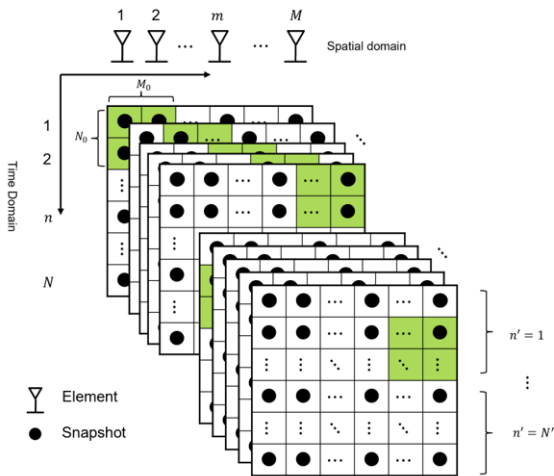 1 2 ⋯ m ⋯ M
Spatial domain
M₀
N₀
1
2
n
N
Time Domain
n′ = 1
⋮
n′ = N′
Element
Snapshot